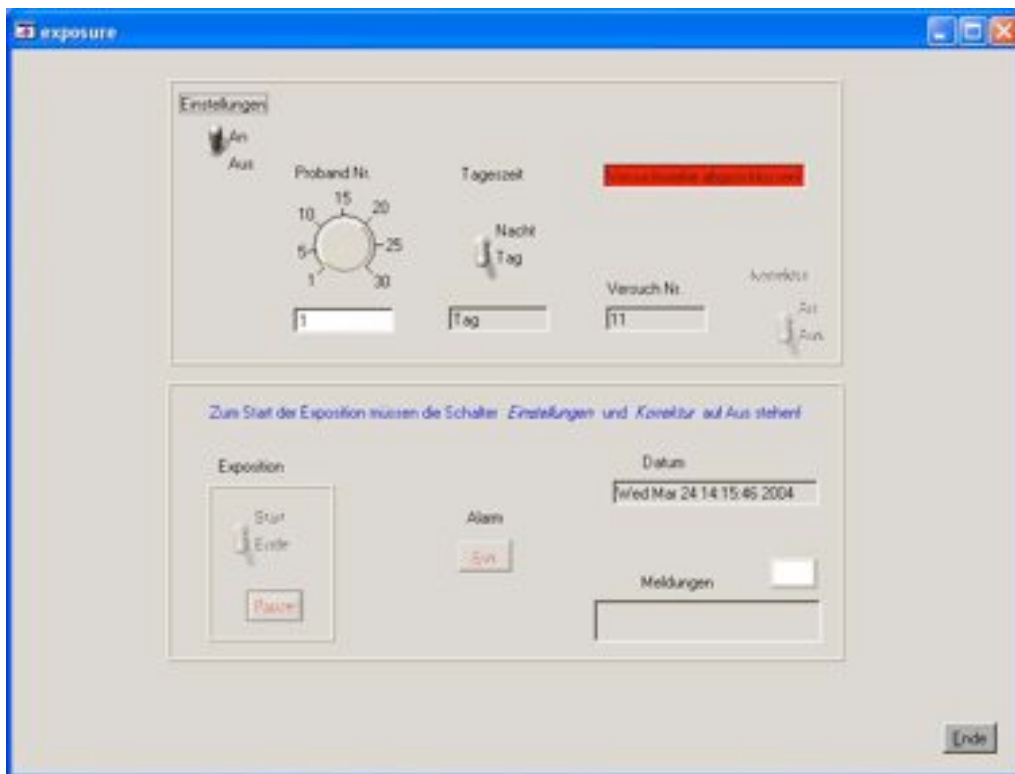 exposure
Einstellungen
An
Aus
Proband Nr.
1
5
10
15
20
25
30
1
Tageszeit
Nacht
Tag
Tag
Versuch Nr.
11
Korrektur
Aus
Zum Start der Exposition müssen die Schalter Einstellungen und Korrektur auf Aus stehen!
Exposition
Start
Ende
Pause
Alarm
Datum
Wed Mar 24 14:15:46 2004
Meldungen
Ende